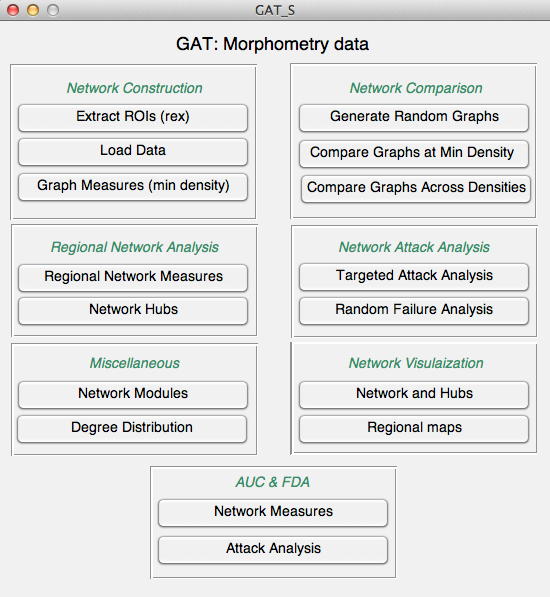 GAT_S
GAT: Morphometry data
Network Construction
Extract ROIs (rex)
Load Data
Graph Measures (min density)
Network Comparison
Generate Random Graphs
Compare Graphs at Min Density
Compare Graphs Across Densities
Regional Network Analysis
Regional Network Measures
Network Hubs
Network Attack Analysis
Targeted Attack Analysis
Random Failure Analysis
Miscellaneous
Network Modules
Degree Distribution
Network Visulaization
Network and Hubs
Regional maps
AUC & FDA
Network Measures
Attack Analysis